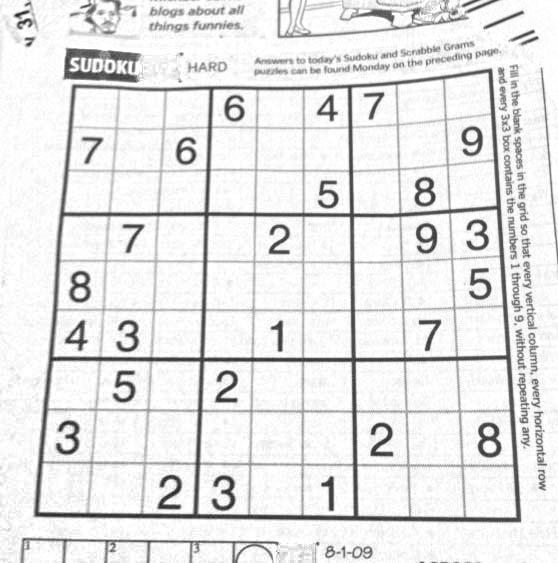 31,
blogs about all
things funnies.
SUDOKU HARD
Answers to today's Sudoku and Scrabble Grams
puzzles can be found Monday on the preceding page.
6 4 7
7 6 9
5 8
7 2 9 3
8 5
4 3 1 7
5 2
3 2 8
2 3 1
Fill in the blank spaces in the grid so that every vertical column, every horizontal row
and every 3x3 box contains the numbers 1 through 9, without repeating any.
1 2 3
8-1-09